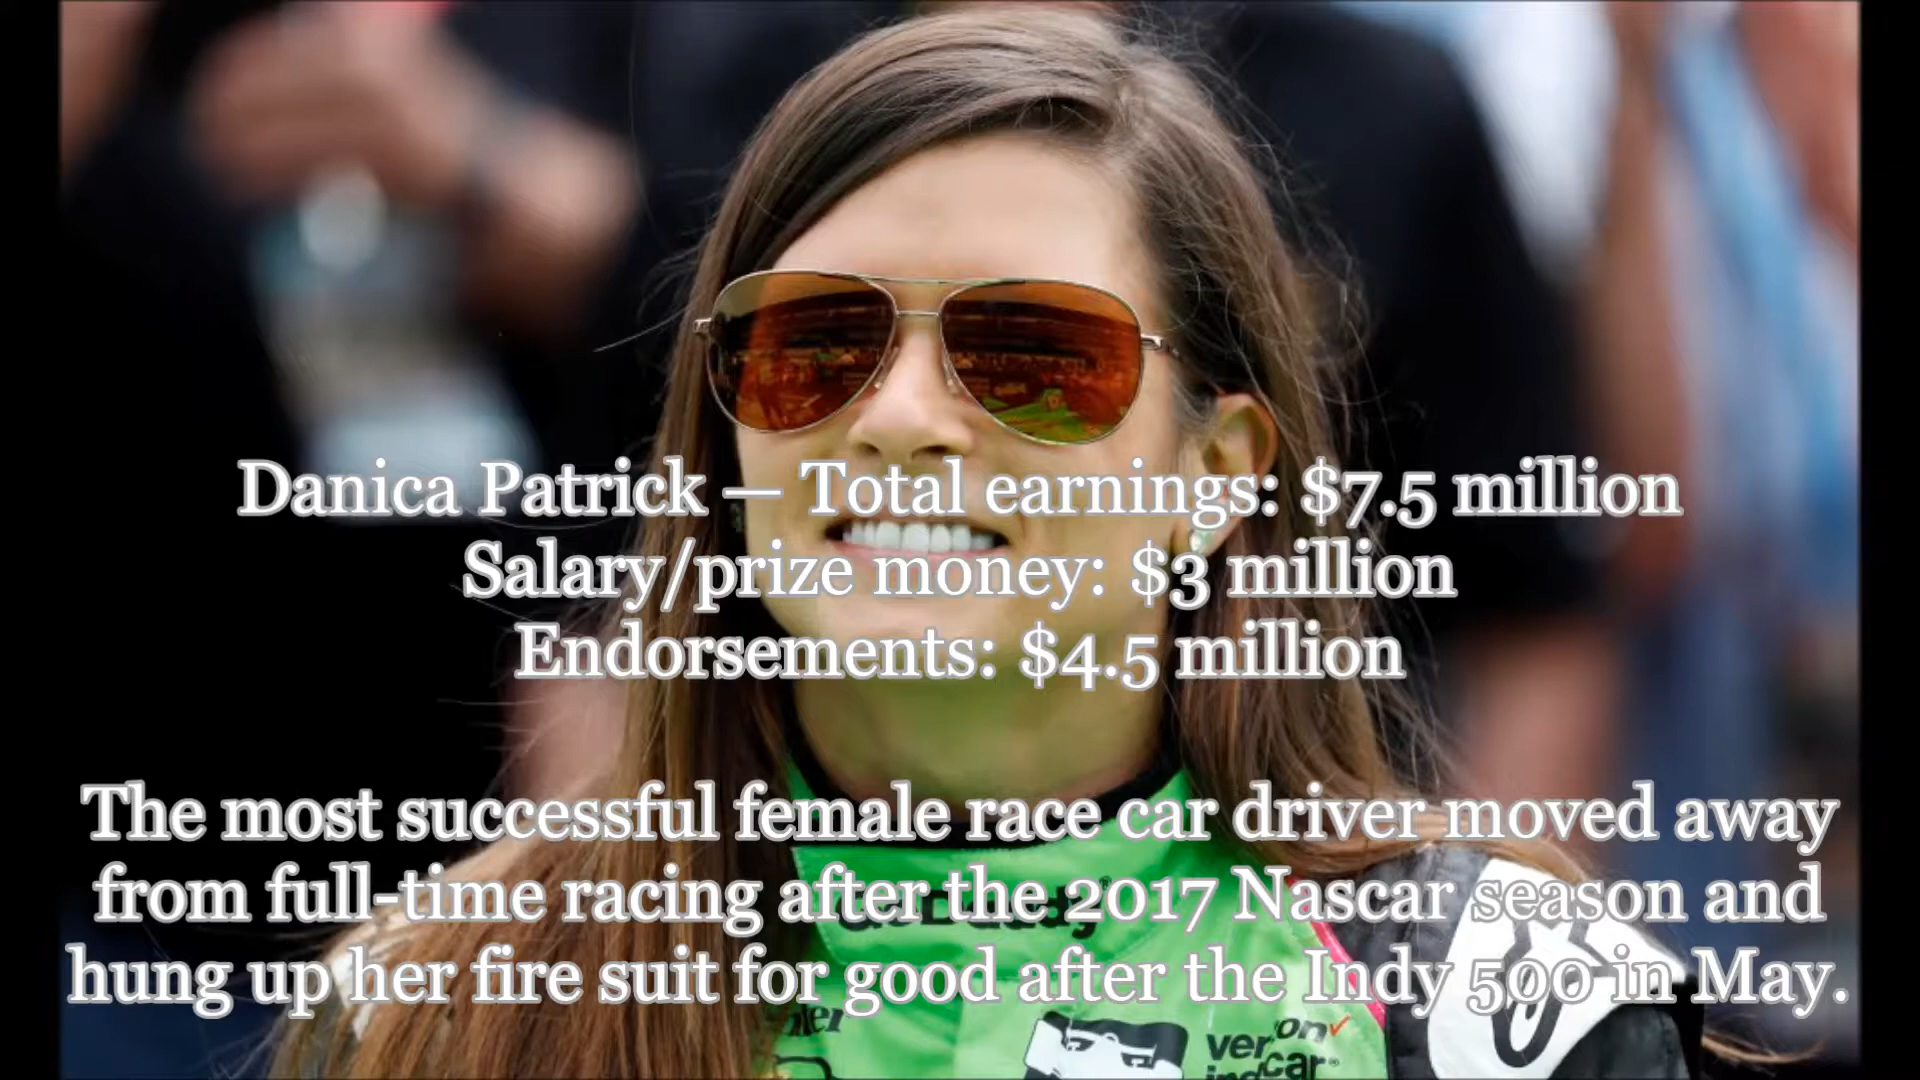 Danica Patrick — Total earnings: $7.5 million
Salary/prize money: $3 million
Endorsements: $4.5 million
The most successful female race car driver moved away
from full-time racing after the 2017 Nascar season and
hung up her fire suit for good after the Indy 500 in May.
verizon
indycar